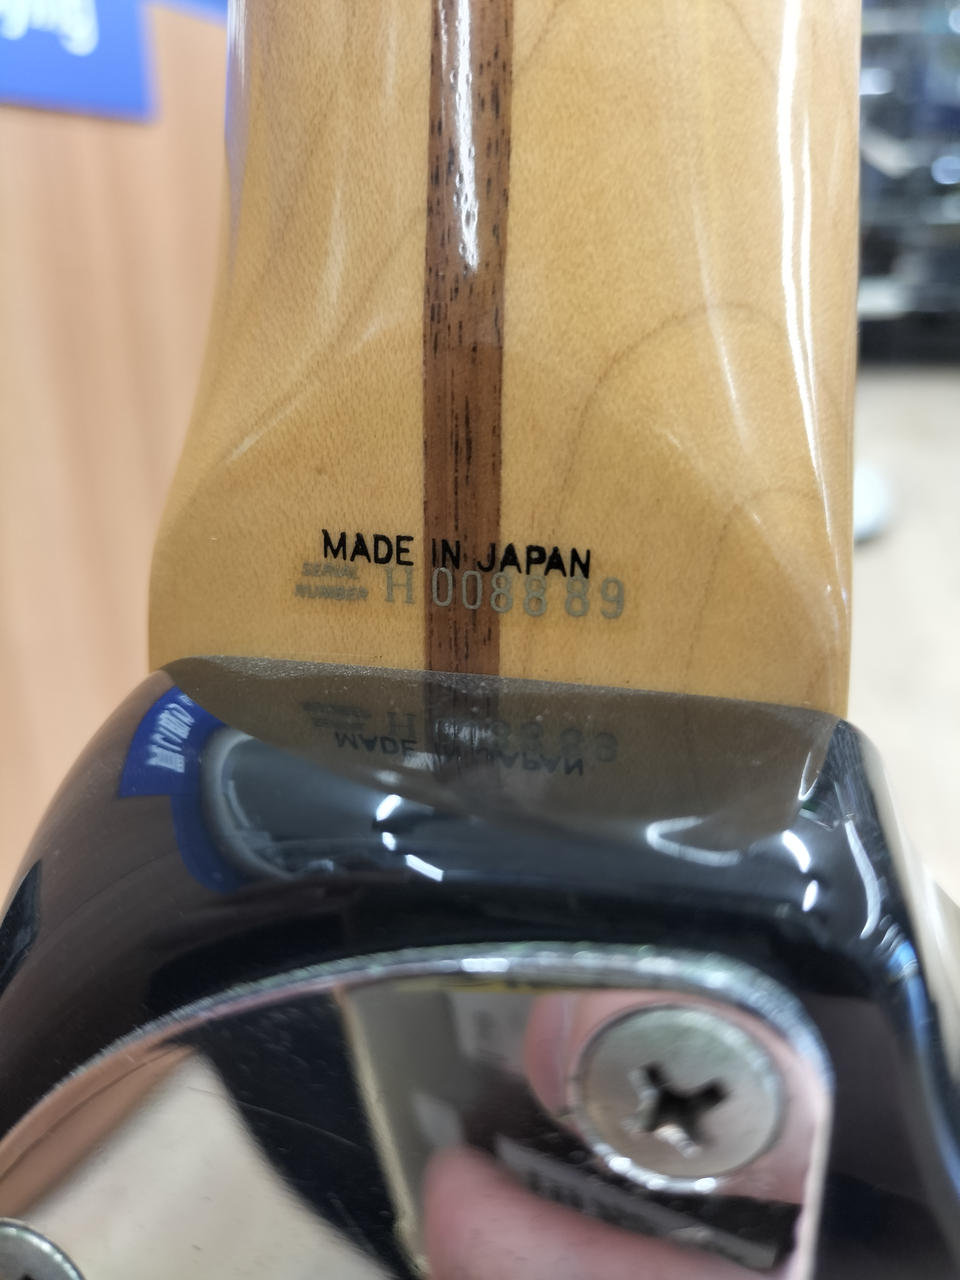 MADE IN JAPAN
SERIAL
NUMBER H008889